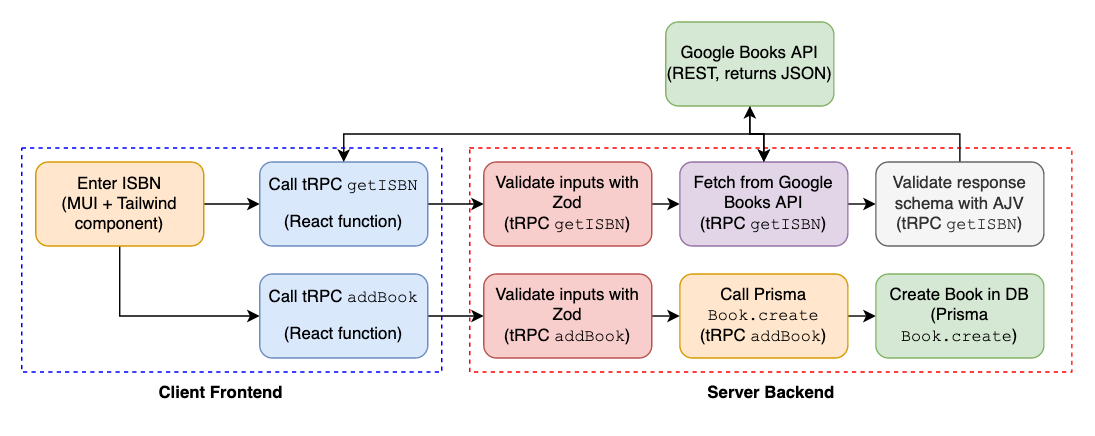 Google Books API
(REST, returns JSON)
Enter ISBN
(MUI + Tailwind
component)
Call tRPC getISBN
(React function)
Validate inputs with
Zod
(tRPC getISBN)
Fetch from Google
Books API
(tRPC getISBN)
Validate response
schema with AJV
(tRPC getISBN)
Call tRPC addBook
(React function)
Validate inputs with
Zod
(tRPC addBook)
Call Prisma
Book.create
(tRPC addBook)
Create Book in DB
(Prisma
Book.create)
Client Frontend
Server Backend